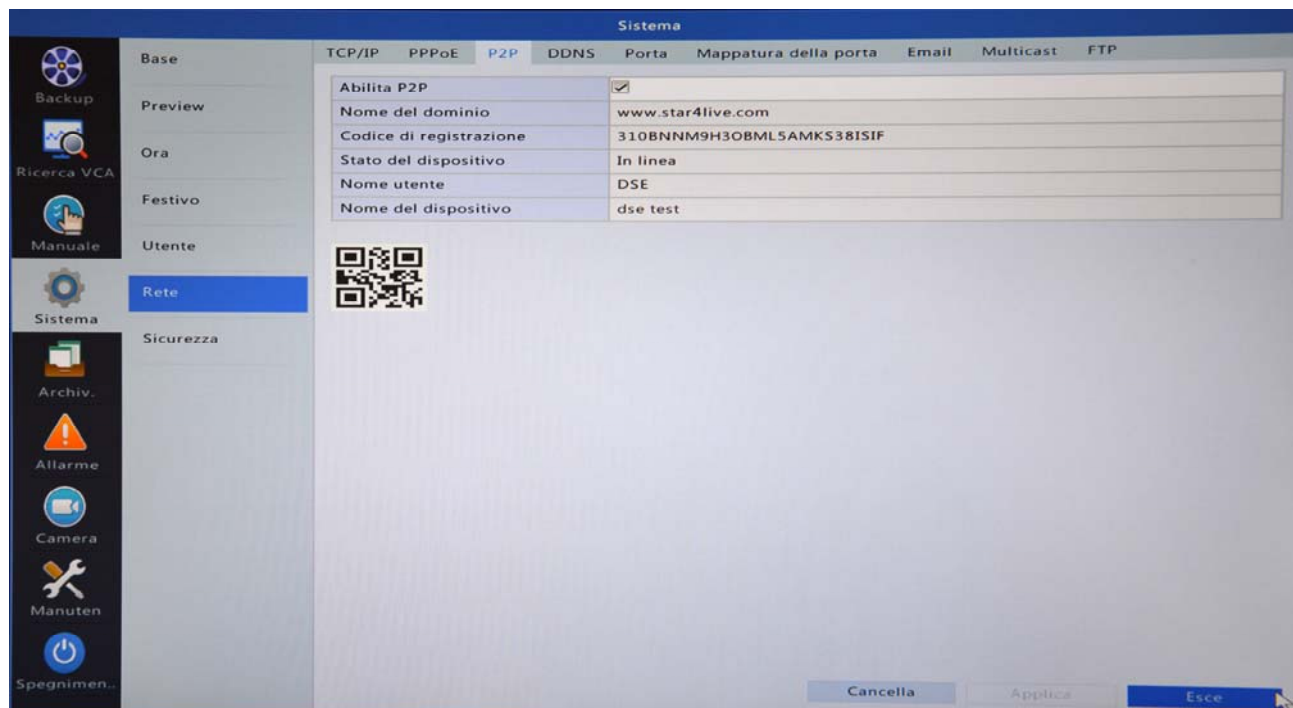 Sistema
Backup
Ricerca VCA
Manuale
Sistema
Archiv.
Allarme
Camera
Manuten
Spegnimen..
Base
Preview
Ora
Festivo
Utente
Rete
Sicurezza
TCP/IP PPPoE P2P DDNS Porta Mappatura della porta Email Multicast FTP
Abilita P2P
Nome del dominio www.star4live.com
Codice di registrazione 310BNNM9H3OBML5AMKS38ISIF
Stato del dispositivo In linea
Nome utente DSE
Nome del dispositivo dse test
Cancella Applica Esce